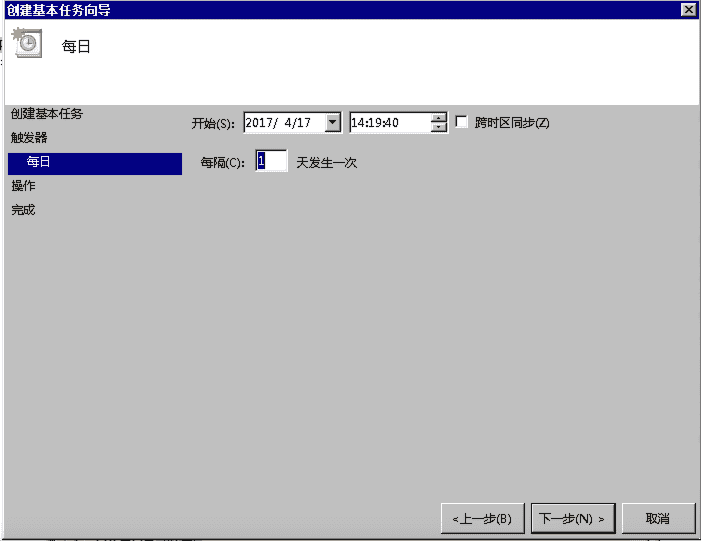 创建基本任务向导
每日
创建基本任务
触发器
每日
操作
完成
开始(S): 2017/ 4/17 14:19:40 跨时区同步(Z)
每隔(C): 1 天发生一次
<上一步(B) 下一步(N) > 取消